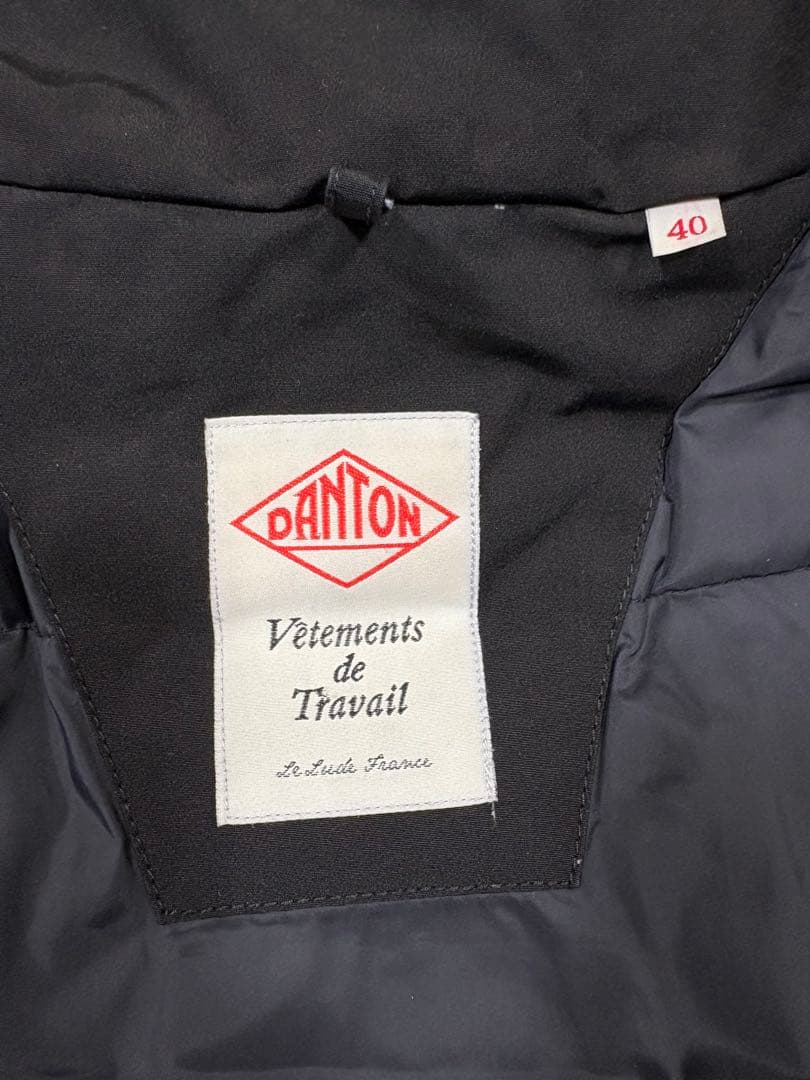 40
DANTON
Vêtements
de
Travail
Le Lude France